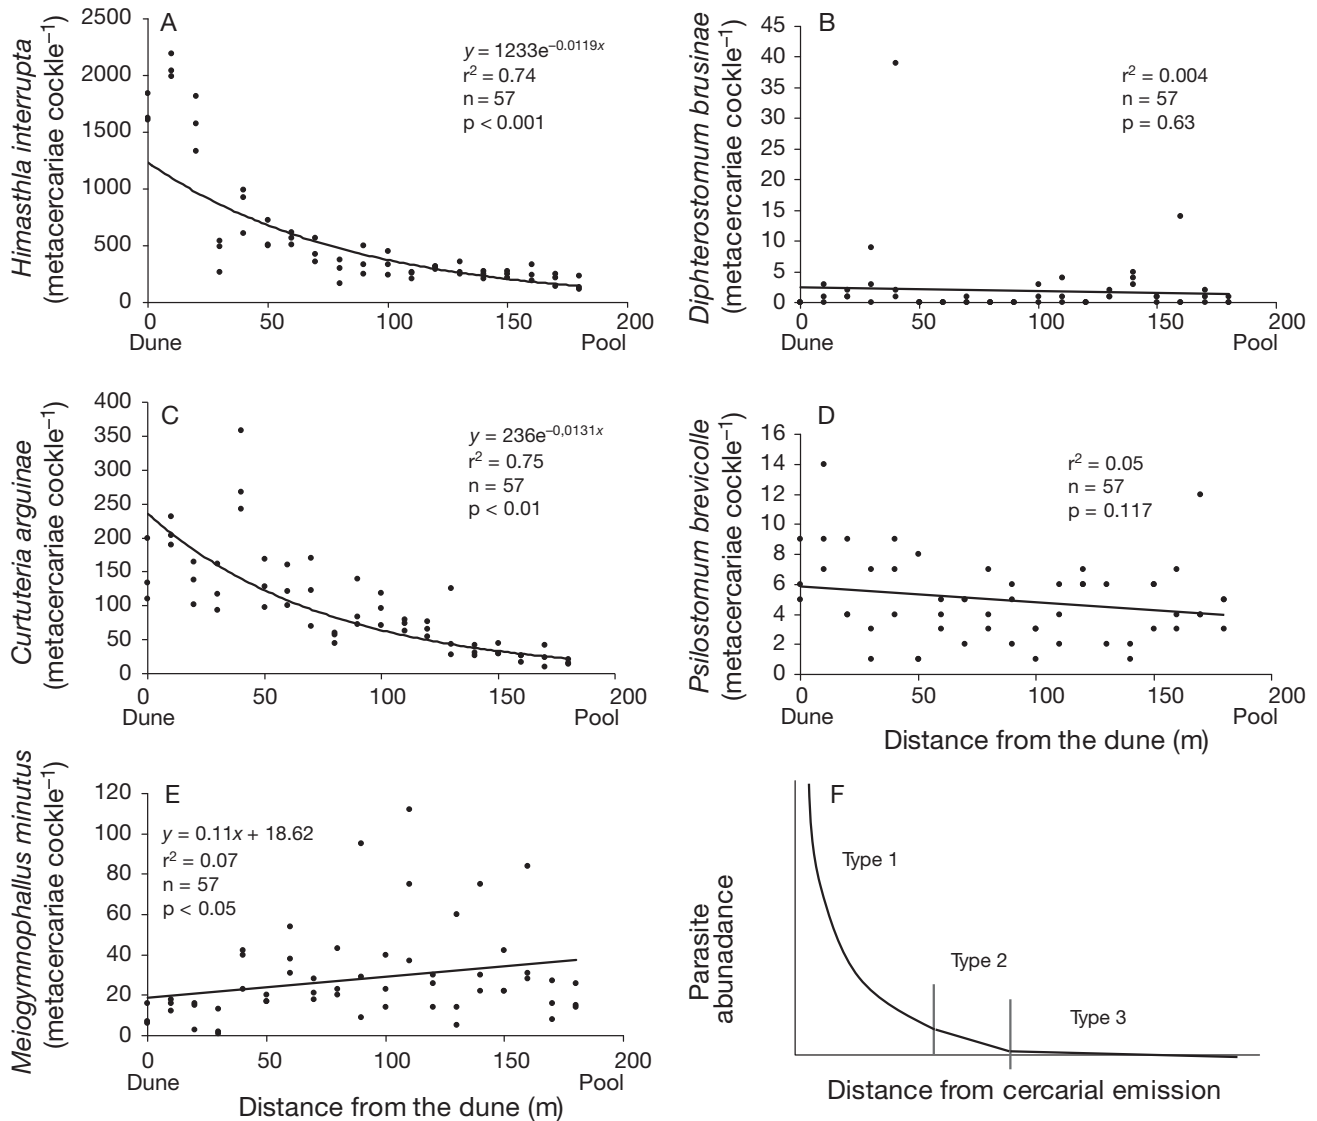 A
Himasthla interrupta
(metacercariae cockle⁻¹)
2500
2000
1500
1000
500
0
y = 1233e⁻⁰·⁰¹¹⁹ˣ
r² = 0.74
n = 57
p < 0.001
0 50 100 150 200
Dune Pool
B
Diphterostomum brusinae
(metacercariae cockle⁻¹)
45
40
35
30
25
20
15
10
5
0
r² = 0.004
n = 57
p = 0.63
0 50 100 150 200
Dune Pool
C
Curtuteria arguinae
(metacercariae cockle⁻¹)
400
350
300
250
200
150
100
50
0
y = 236e⁻⁰,⁰¹³¹ˣ
r² = 0.75
n = 57
p < 0.01
0 50 100 150 200
Dune Pool
D
Psilostomum brevicolle
(metacercariae cockle⁻¹)
16
14
12
10
8
6
4
2
0
r² = 0.05
n = 57
p = 0.117
0 50 100 150 200
Dune Pool
Distance from the dune (m)
E
Meiogymnophallus minutus
(metacercariae cockle⁻¹)
120
100
80
60
40
20
0
y = 0.11x + 18.62
r² = 0.07
n = 57
p < 0.05
0 50 100 150 200
Dune Pool
Distance from the dune (m)
F
Parasite
abunadance
Type 1
Type 2
Type 3
Distance from cercarial emission